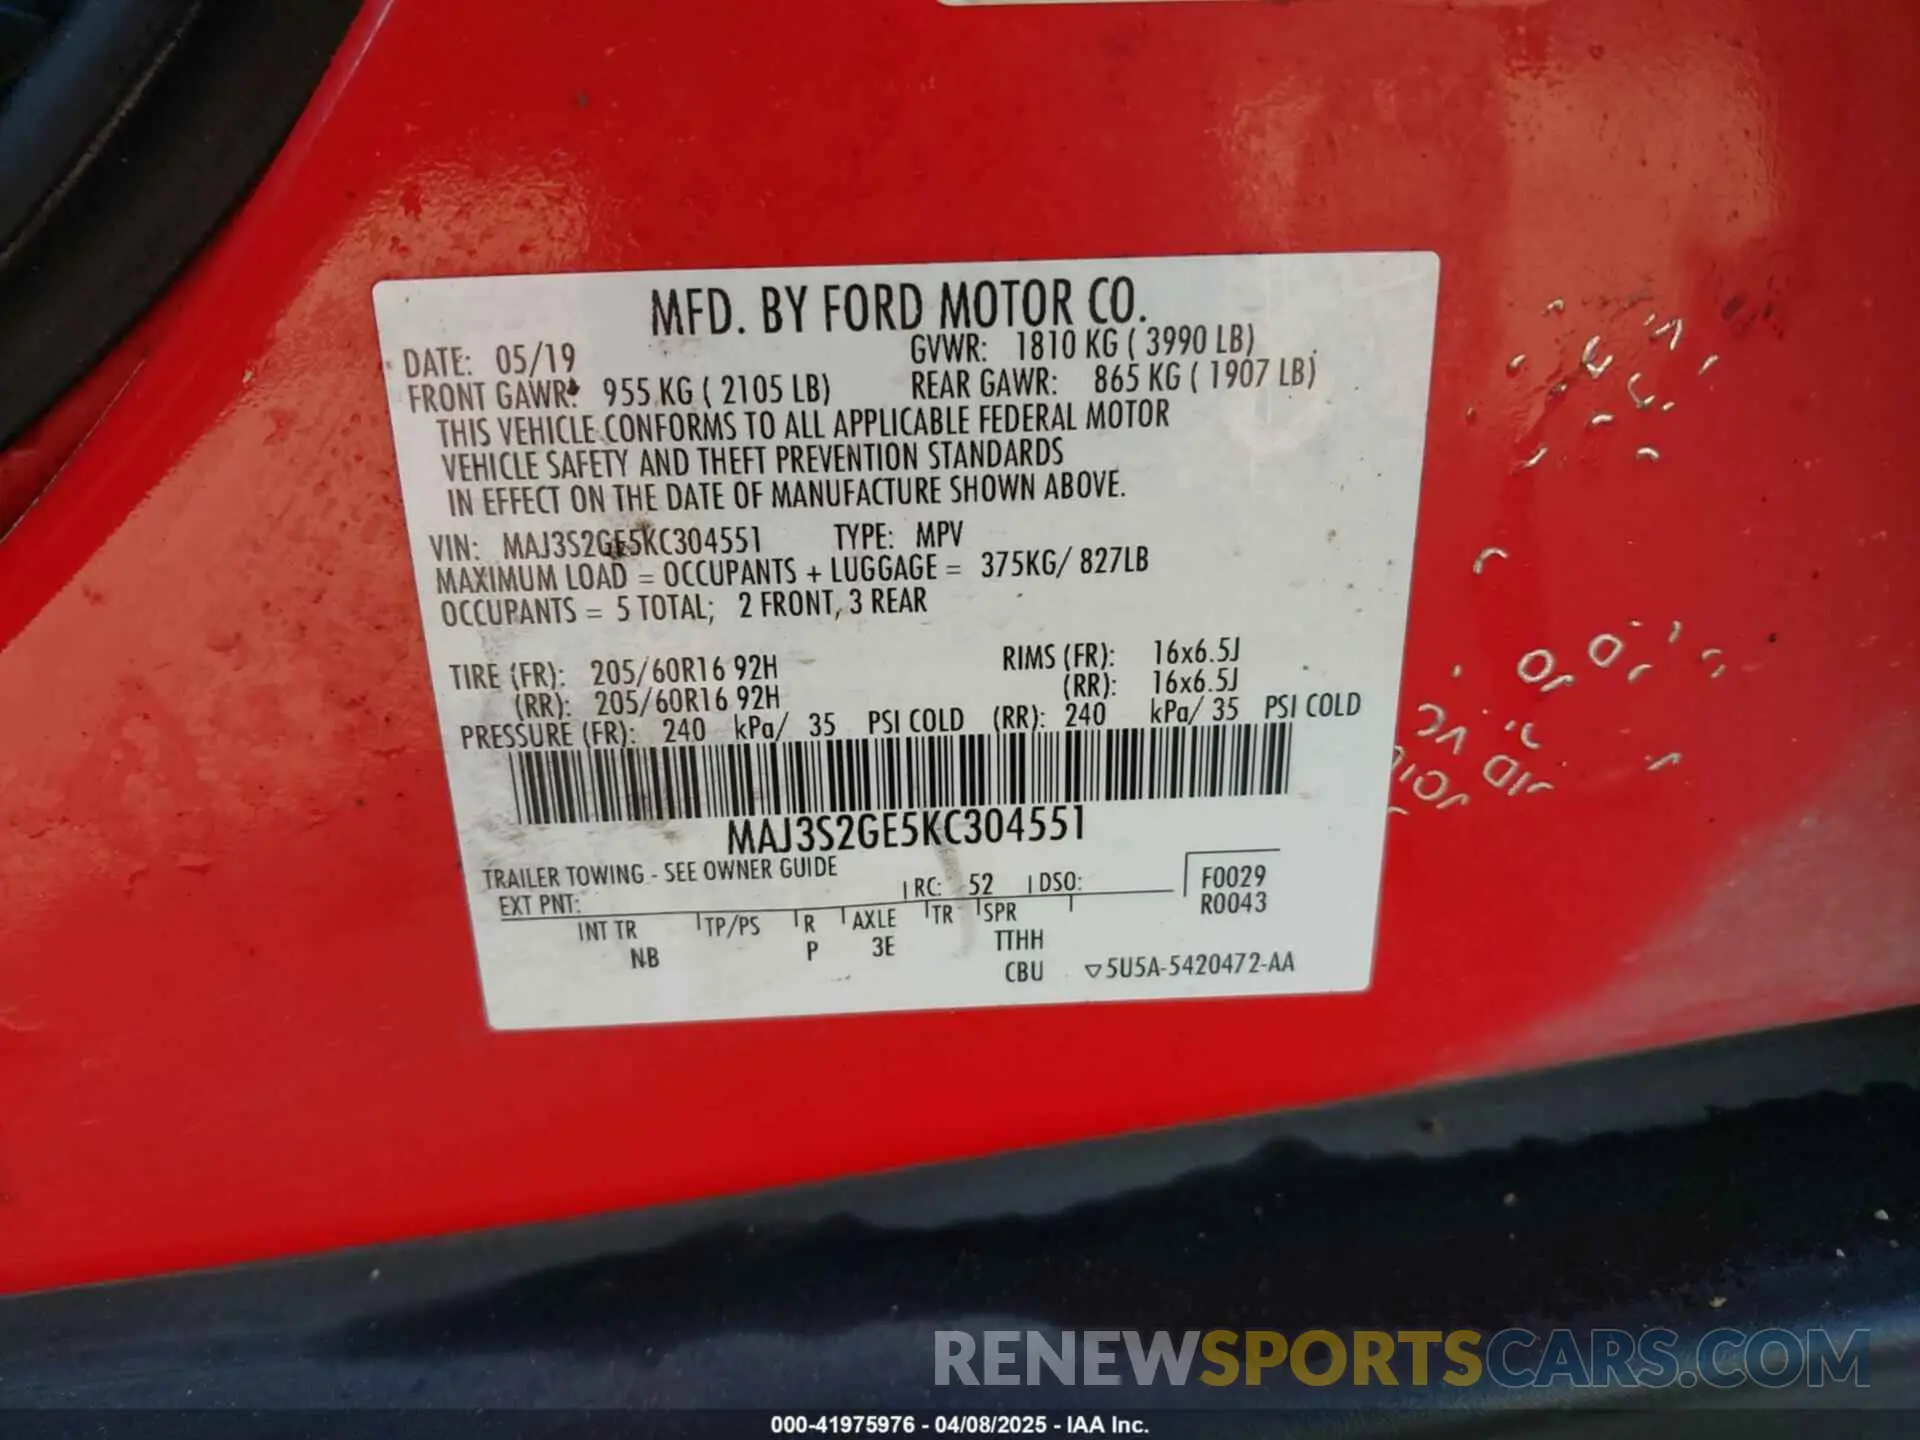 MFD. BY FORD MOTOR CO.
DATE: 05/19 GVWR: 1810 KG ( 3990 LB)
FRONT GAWR: 955 KG ( 2105 LB) REAR GAWR: 865 KG ( 1907 LB)
THIS VEHICLE CONFORMS TO ALL APPLICABLE FEDERAL MOTOR
VEHICLE SAFETY AND THEFT PREVENTION STANDARDS
IN EFFECT ON THE DATE OF MANUFACTURE SHOWN ABOVE.
VIN: MAJ3S2GE5KC304551 TYPE: MPV
MAXIMUM LOAD = OCCUPANTS + LUGGAGE = 375KG/ 827LB
OCCUPANTS = 5 TOTAL; 2 FRONT, 3 REAR
TIRE (FR): 205/60R16 92H RIMS (FR): 16x6.5J
(RR): 205/60R16 92H (RR): 16x6.5J
PRESSURE (FR): 240 kPa/ 35 PSI COLD (RR): 240 kPa/ 35 PSI COLD
MAJ3S2GE5KC304551
TRAILER TOWING - SEE OWNER GUIDE
EXT PNT: RC: 52 DSO: F0029
R0043
INT TR TP/PS R AXLE TR SPR
NB P 3E TTHH
CBU ▽5U5A-5420472-AA
RENEWSPORTSCARS.COM
000-41975976 - 04/08/2025 - IAA Inc.